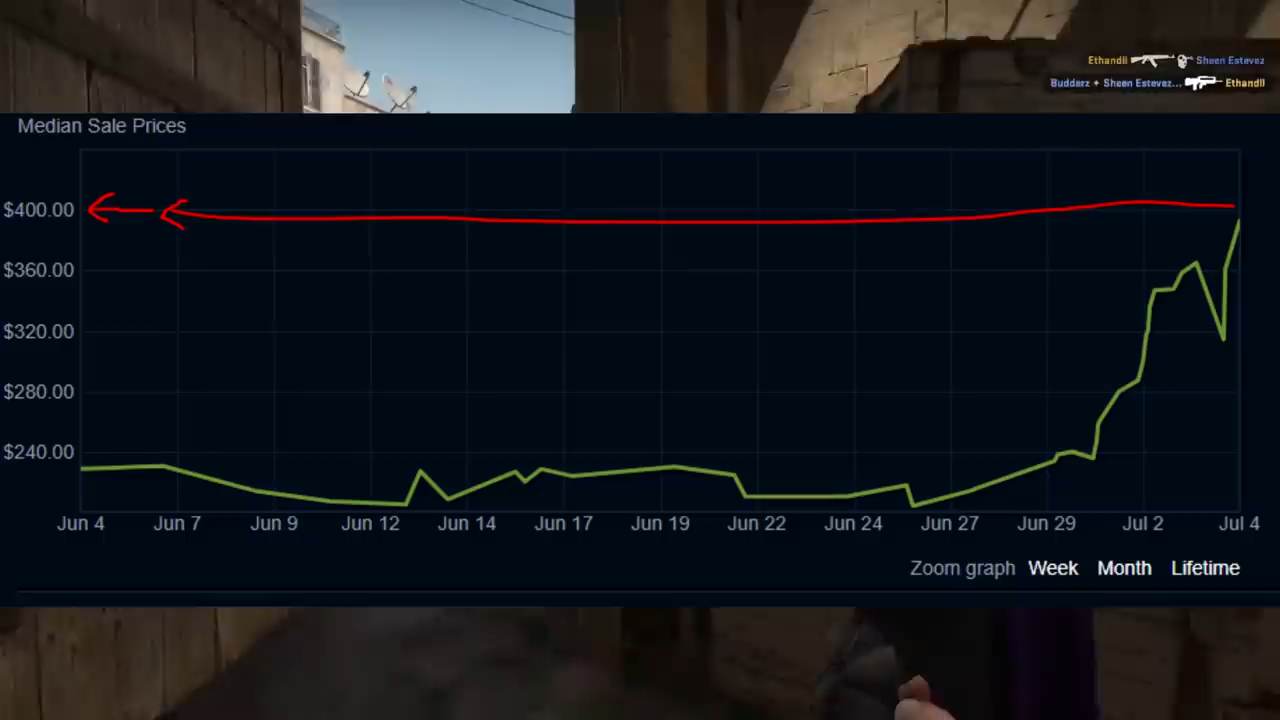 Ethandll Sheen Estevez
Budderz + Sheen Estevez... Ethandll
Median Sale Prices
$400.00
$360.00
$320.00
$280.00
$240.00
Jun 4 Jun 7 Jun 9 Jun 12 Jun 14 Jun 17 Jun 19 Jun 22 Jun 24 Jun 27 Jun 29 Jul 2 Jul 4
Zoom graph Week Month Lifetime